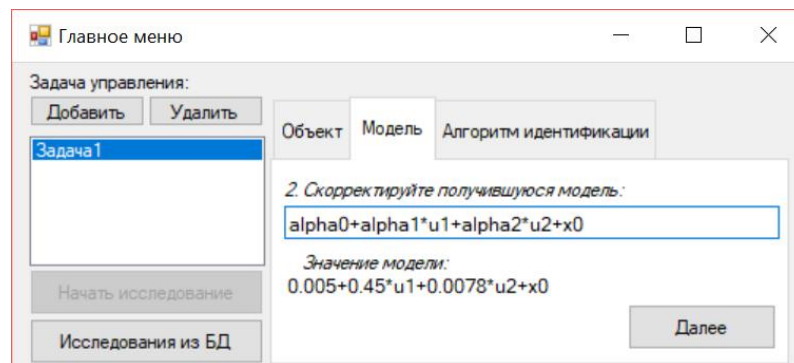 Главное меню
Задача управления:
Добавить Удалить
Задача1
Начать исследование
Исследования из БД
Объект Модель Алгоритм идентификации
2. Скорректируйте получившуюся модель:
alpha0+alpha1*u1+alpha2*u2+x0
Значение модели:
0.005+0.45*u1+0.0078*u2+x0
Далее